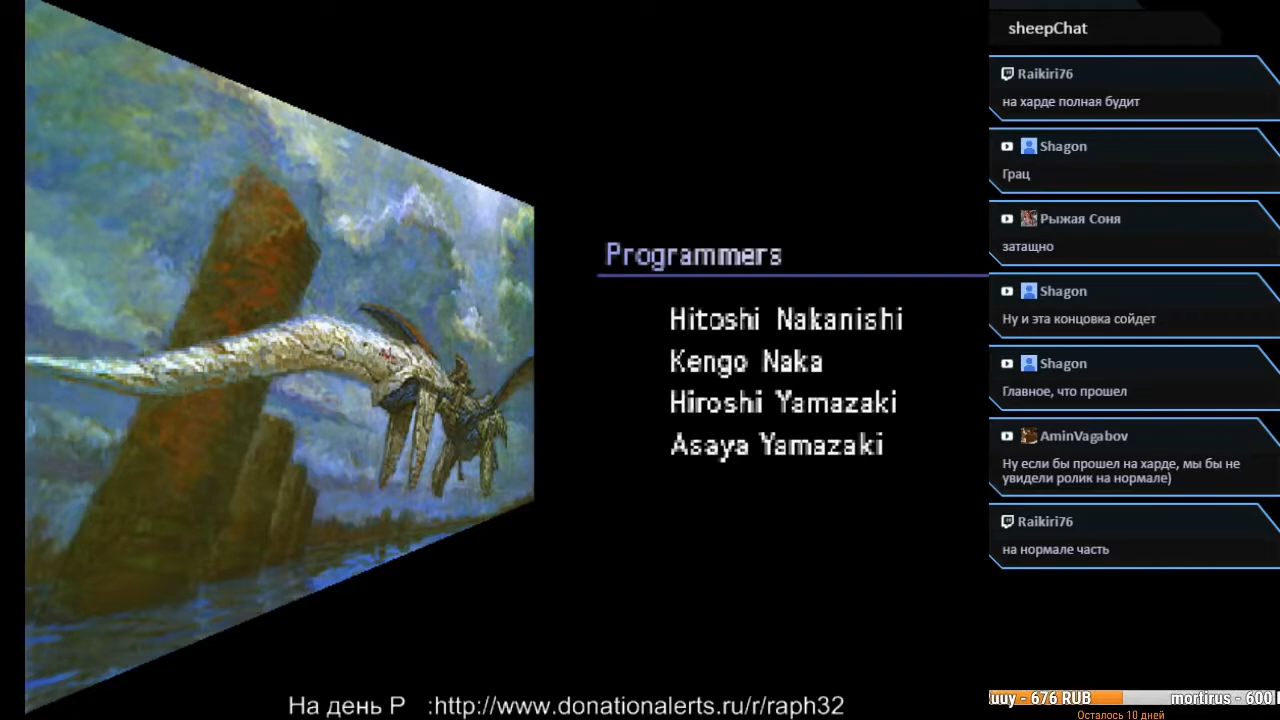 Programmers
Hitoshi Nakanishi
Kengo Naka
Hiroshi Yamazaki
Asaya Yamazaki
sheepChat
Raikiri76
на харде полная будит
Shagon
Грац
Рыжая Соня
затащно
Shagon
Ну и эта концовка сойдет
Shagon
Главное, что прошел
AminVagabov
Ну если бы прошел на харде, мы бы не
увидели ролик на нормале)
Raikiri76
на нормале часть
На день Р :http://www.donationalerts.ru/r/raph32
- 676 RUB mortirus - 600
Осталось 10 дней